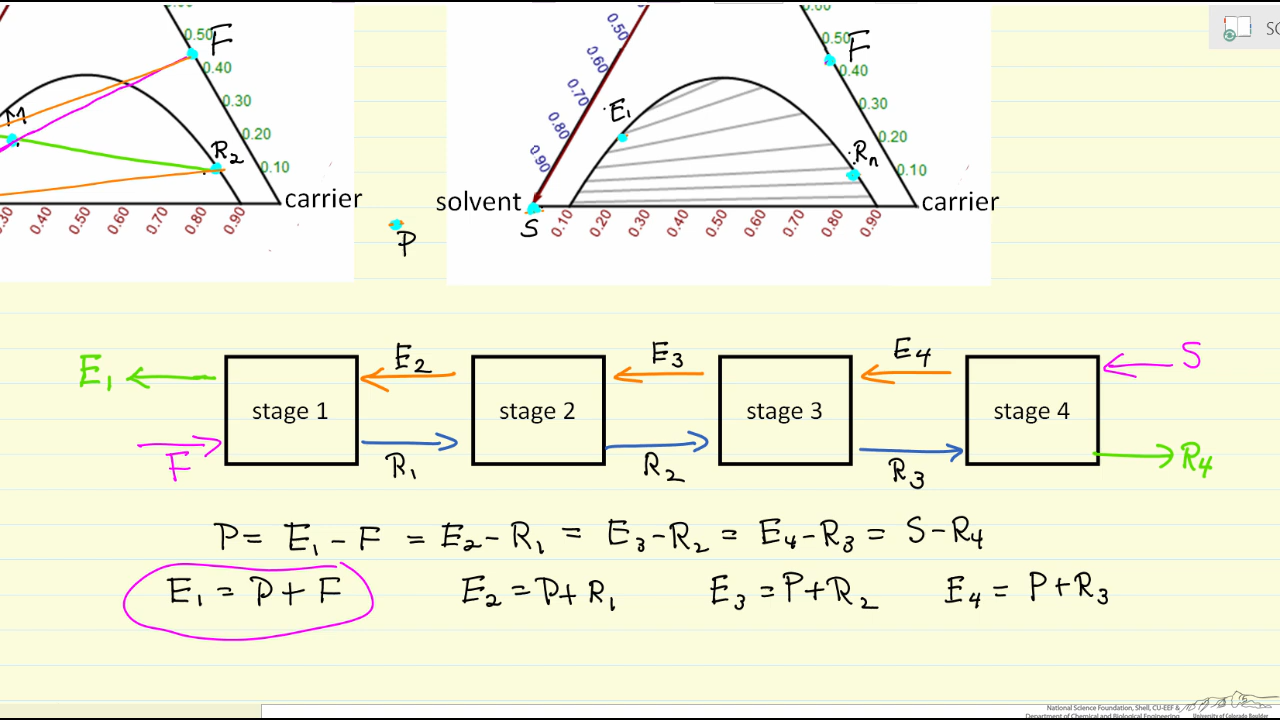 0.50 F
0.40
0.30
0.20
R2
0.10
carrier
0.30 0.40 0.50 0.60 0.70 0.80 0.90
P
0.50
0.60
0.70
0.80
0.90
0.50 F
0.40
0.30
0.20
0.10
E1
Rn
solvent
carrier
S
0.10 0.20 0.30 0.40 0.50 0.60 0.70 0.80 0.90
E1 E2 E3 E4 S
stage 1 stage 2 stage 3 stage 4
F R1 R2 R3 R4
P = E1 - F = E2 - R1 = E3 - R2 = E4 - R3 = S - R4
E1 = P + F E2 = P + R1 E3 = P + R2 E4 = P + R3
National Science Foundation, Shell, CU-EEF &
Department of Chemical and Biological Engineering University of Colorado Boulder